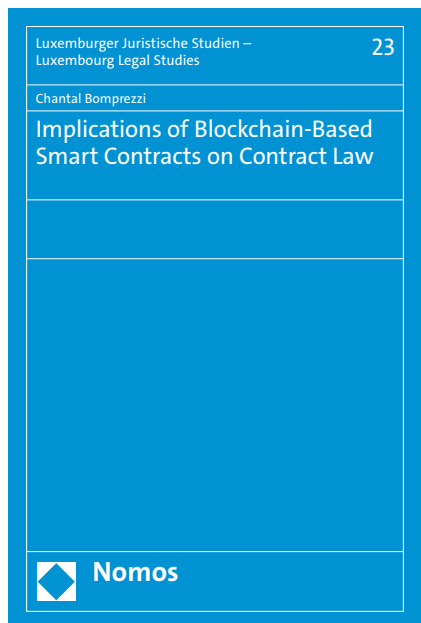 Luxemburger Juristische Studien –
Luxembourg Legal Studies
23
Chantal Bomprezzi
Implications of Blockchain-Based
Smart Contracts on Contract Law
Nomos